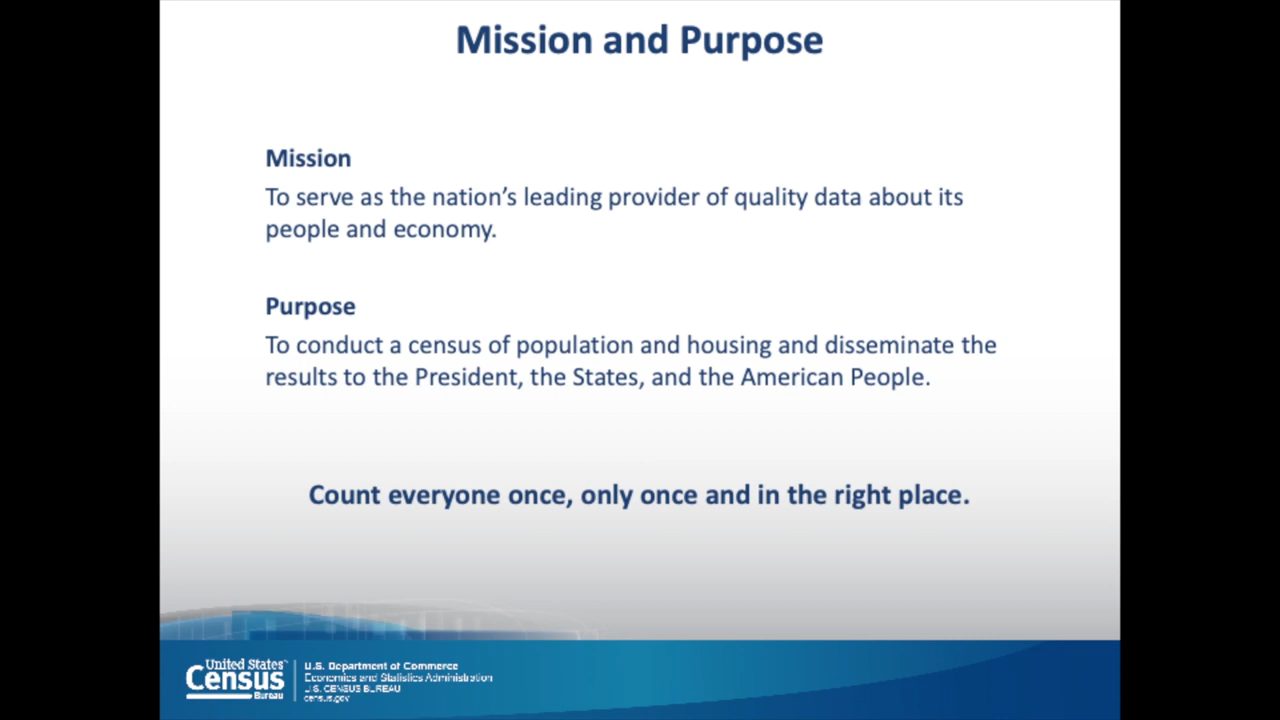 Mission and Purpose
Mission
To serve as the nation’s leading provider of quality data about its
people and economy.
Purpose
To conduct a census of population and housing and disseminate the
results to the President, the States, and the American People.
Count everyone once, only once and in the right place.
United States™
Census
Bureau
U.S. Department of Commerce
Economics and Statistics Administration
U.S. CENSUS BUREAU
census.gov